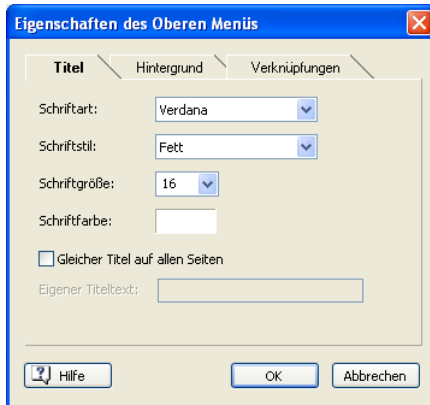 Eigenschaften des Oberen Menüs
Titel Hintergrund Verknüpfungen
Schriftart: Verdana
Schriftstil: Fett
Schriftgröße: 16
Schriftfarbe:
Gleicher Titel auf allen Seiten
Eigener Titeltext:
Hilfe OK Abbrechen